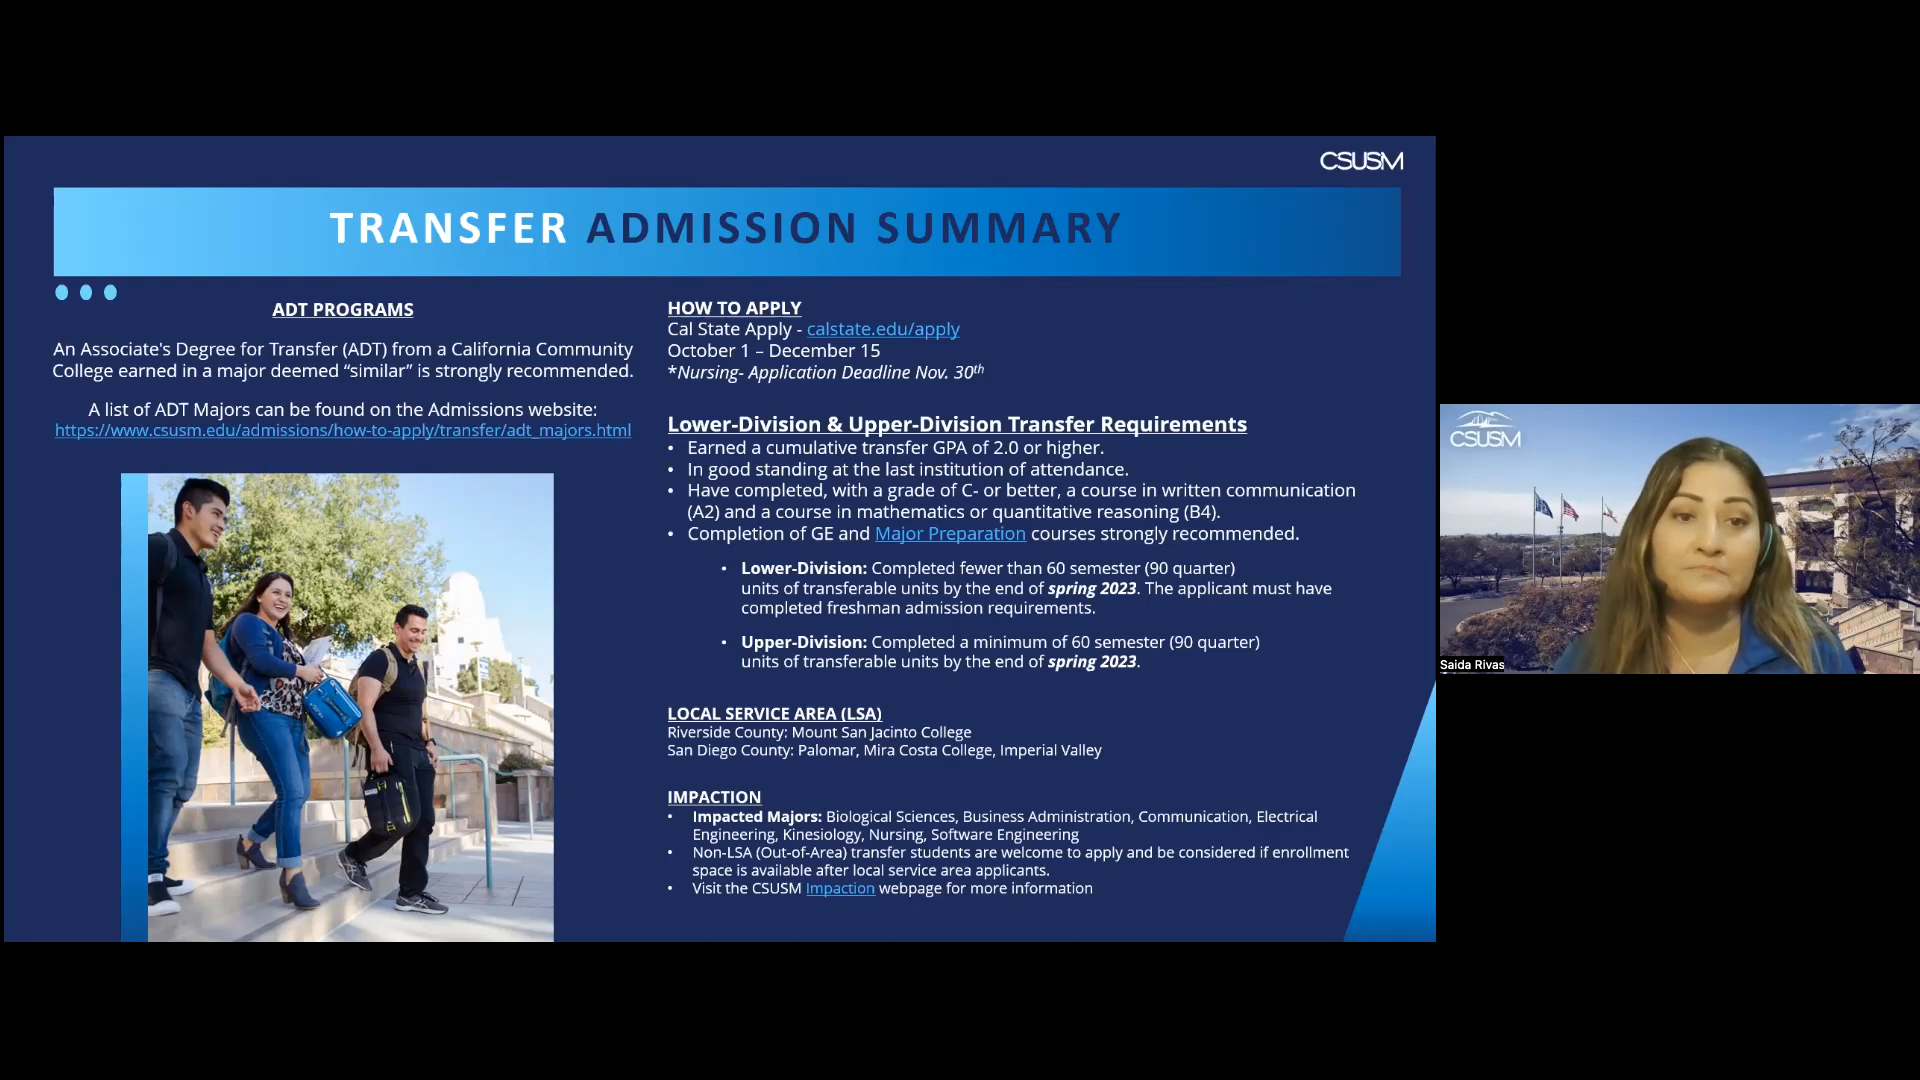 CSUSM
TRANSFER ADMISSION SUMMARY
ADT PROGRAMS
An Associate's Degree for Transfer (ADT) from a California Community
College earned in a major deemed “similar” is strongly recommended.
A list of ADT Majors can be found on the Admissions website:
https://www.csusm.edu/admissions/how-to-apply/transfer/adt_majors.html
HOW TO APPLY
Cal State Apply - calstate.edu/apply
October 1 – December 15
*Nursing- Application Deadline Nov. 30th
Lower-Division & Upper-Division Transfer Requirements
• Earned a cumulative transfer GPA of 2.0 or higher.
• In good standing at the last institution of attendance.
• Have completed, with a grade of C- or better, a course in written communication
(A2) and a course in mathematics or quantitative reasoning (B4).
• Completion of GE and Major Preparation courses strongly recommended.
• Lower-Division: Completed fewer than 60 semester (90 quarter)
units of transferable units by the end of spring 2023. The applicant must have
completed freshman admission requirements.
• Upper-Division: Completed a minimum of 60 semester (90 quarter)
units of transferable units by the end of spring 2023.
LOCAL SERVICE AREA (LSA)
Riverside County: Mount San Jacinto College
San Diego County: Palomar, Mira Costa College, Imperial Valley
IMPACTION
• Impacted Majors: Biological Sciences, Business Administration, Communication, Electrical
Engineering, Kinesiology, Nursing, Software Engineering
• Non-LSA (Out-of-Area) transfer students are welcome to apply and be considered if enrollment
space is available after local service area applicants.
• Visit the CSUSM Impaction webpage for more information
CSUSM
Saida Rivas